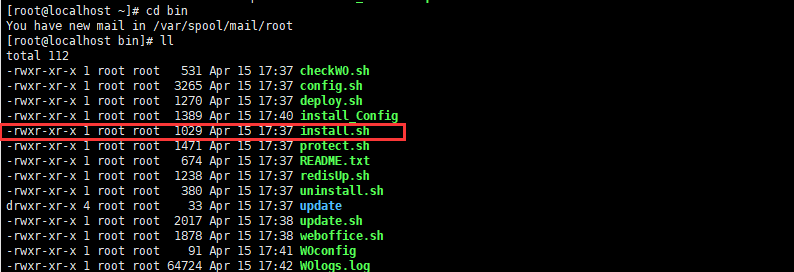 [root@localhost ~]# cd bin
You have new mail in /var/spool/mail/root
[root@localhost bin]# ll
total 112
-rwxr-xr-x 1 root root   531 Apr 15 17:37 checkWO.sh
-rwxr-xr-x 1 root root  3265 Apr 15 17:37 config.sh
-rwxr-xr-x 1 root root  1270 Apr 15 17:37 deploy.sh
-rwxr-xr-x 1 root root  1389 Apr 15 17:40 install_Config
-rwxr-xr-x 1 root root  1029 Apr 15 17:37 install.sh
-rwxr-xr-x 1 root root  1471 Apr 15 17:37 protect.sh
-rwxr-xr-x 1 root root   674 Apr 15 17:37 README.txt
-rwxr-xr-x 1 root root  1238 Apr 15 17:37 redisUp.sh
-rwxr-xr-x 1 root root   380 Apr 15 17:37 uninstall.sh
drwxr-xr-x 4 root root    33 Apr 15 17:37 update
-rwxr-xr-x 1 root root  2017 Apr 15 17:38 update.sh
-rwxr-xr-x 1 root root  1878 Apr 15 17:38 weboffice.sh
-rwxr-xr-x 1 root root    91 Apr 15 17:41 WOconfig
-rwxr-xr-x 1 root root 64724 Apr 15 17:42 WOlogs.log